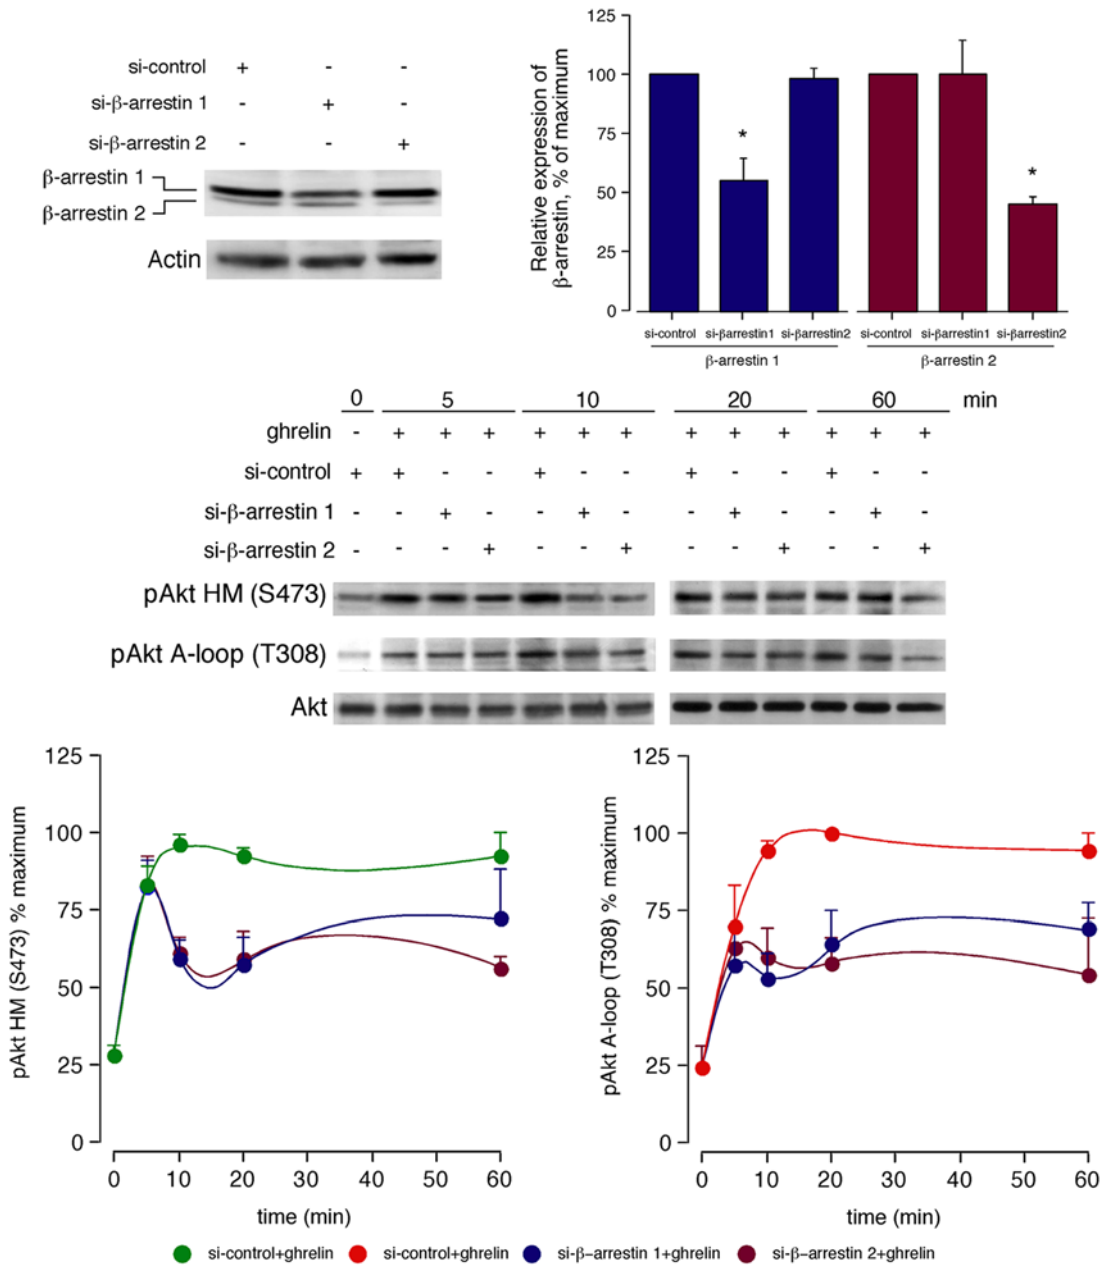 si-control + - -
si-β-arrestin 1 - + -
si-β-arrestin 2 - - +
β-arrestin 1
β-arrestin 2
Actin
Relative expression of
β-arrestin, % of maximum
125
100
75
50
25
0
*
*
si-control si-βarrestin1 si-βarrestin2 si-control si-βarrestin1 si-βarrestin2
β-arrestin 1 β-arrestin 2
0 5 10 20 60 min
ghrelin - + + + + + + + + + + + +
si-control + + - - + - - + - - + - -
si-β-arrestin 1 - - + - - + - - + - - + -
si-β-arrestin 2 - - - + - - + - - + - - +
pAkt HM (S473)
pAkt A-loop (T308)
Akt
pAkt HM (S473) % maximum
125
100
75
50
25
0
0 10 20 30 40 50 60
time (min)
pAkt A-loop (T308) % maximum
125
100
75
50
25
0
0 10 20 30 40 50 60
time (min)
si-control+ghrelin si-control+ghrelin si-β–arrestin 1+ghrelin si-β–arrestin 2+ghrelin